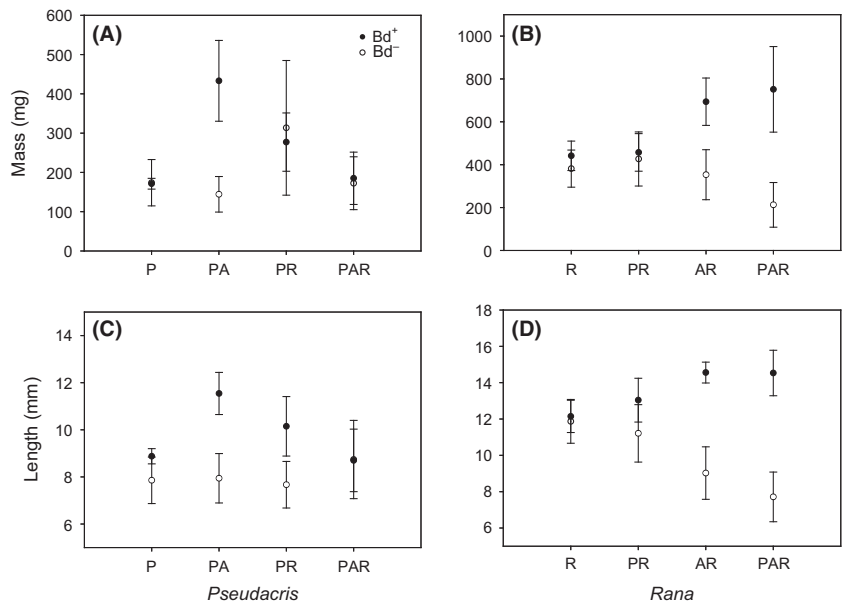 (A)
Bd+
Bd−
Mass (mg)
600
500
400
300
200
100
0
P PA PR PAR
(B)
1000
800
600
400
200
0
R PR AR PAR
(C)
Length (mm)
14
12
10
8
6
P PA PR PAR
Pseudacris
(D)
18
16
14
12
10
8
6
R PR AR PAR
Rana